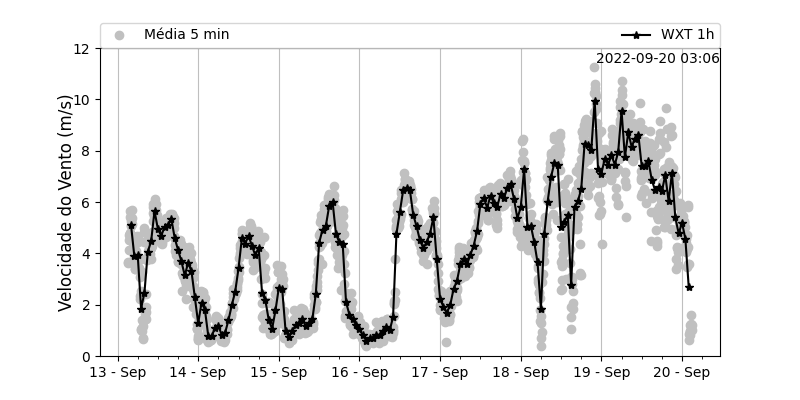 Média 5 min
WXT 1h
2022-09-20 03:06
Velocidade do Vento (m/s)
12
10
8
6
4
2
0
13 - Sep
14 - Sep
15 - Sep
16 - Sep
17 - Sep
18 - Sep
19 - Sep
20 - Sep